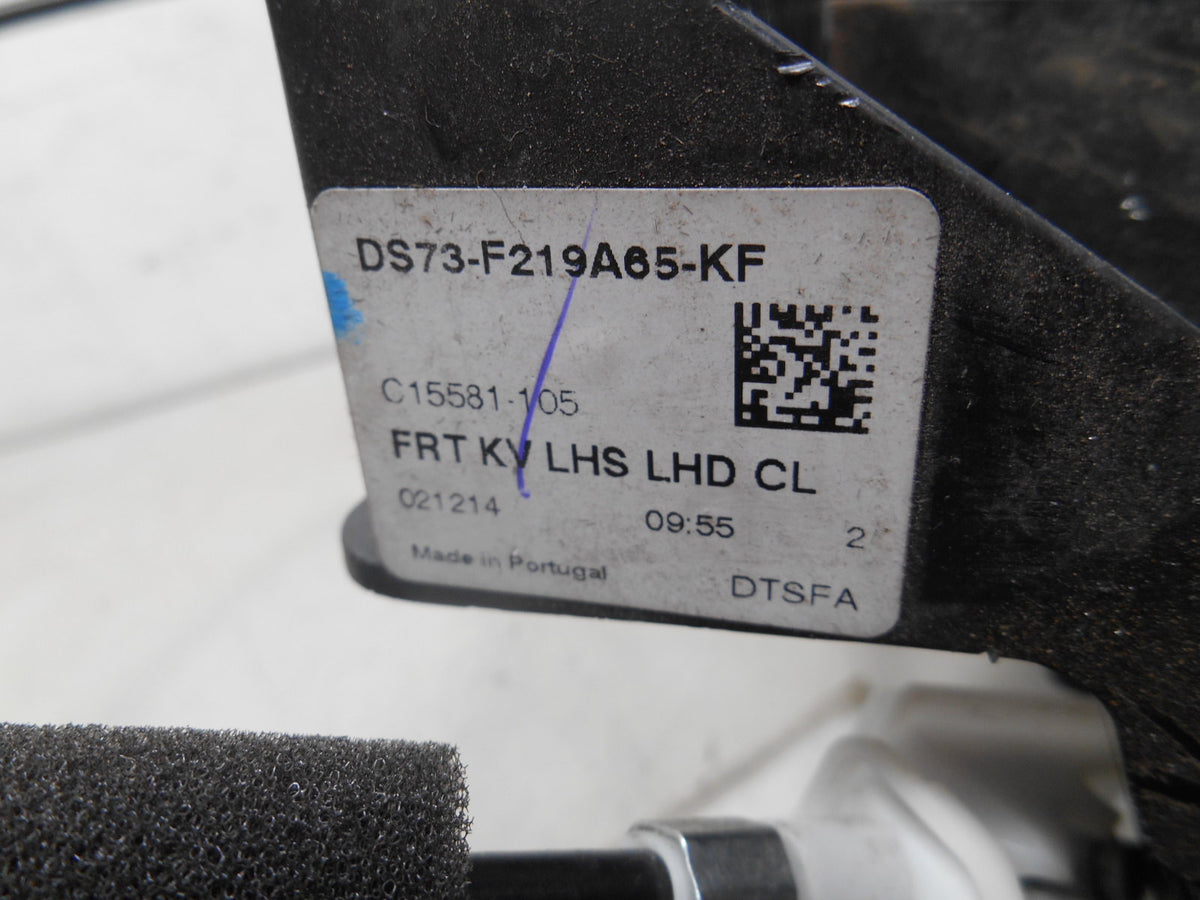 DS73-F219A65-KF
C15581-105
FRT KV LHS LHD CL
021214 09:55 2
Made in Portugal
DTSFA